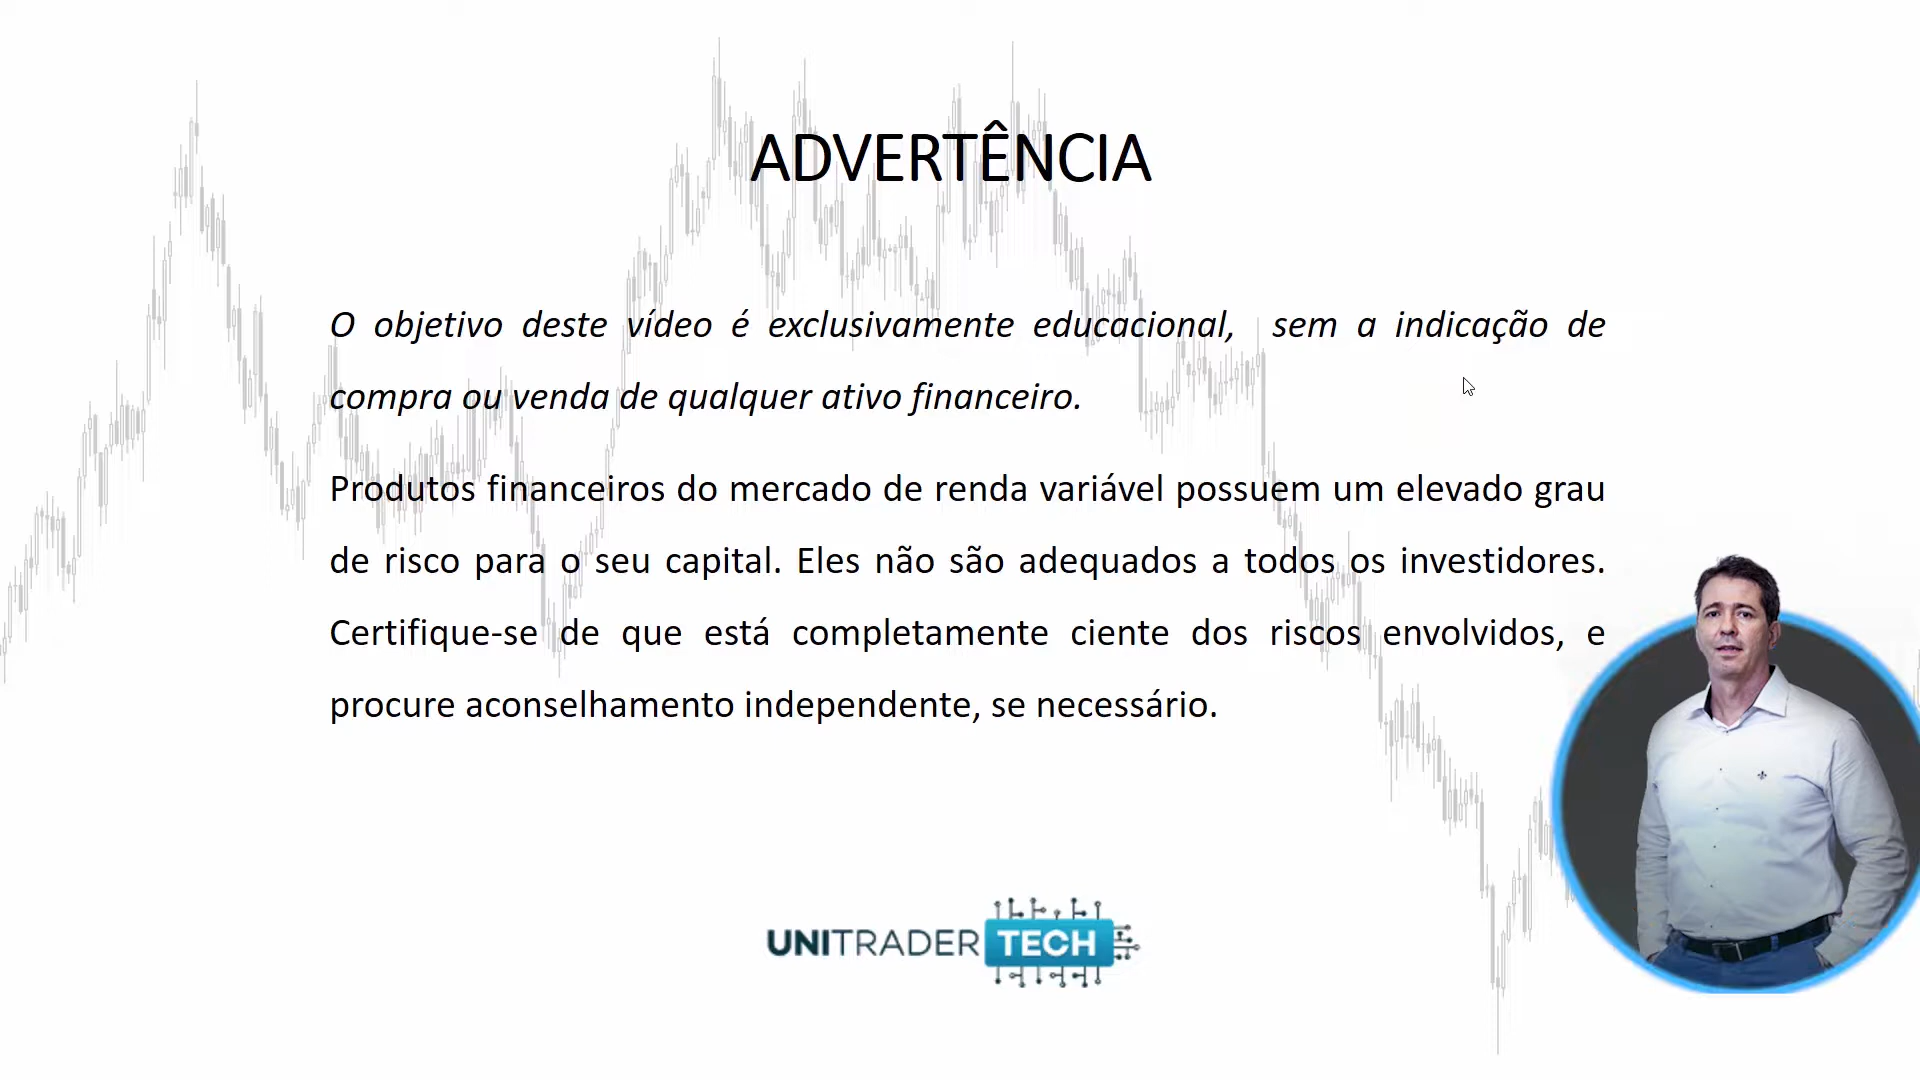 ADVERTÊNCIA
O objetivo deste vídeo é exclusivamente educacional, sem a indicação de
compra ou venda de qualquer ativo financeiro.
Produtos financeiros do mercado de renda variável possuem um elevado grau
de risco para o seu capital. Eles não são adequados a todos os investidores.
Certifique-se de que está completamente ciente dos riscos envolvidos, e
procure aconselhamento independente, se necessário.
UNITRADER TECH